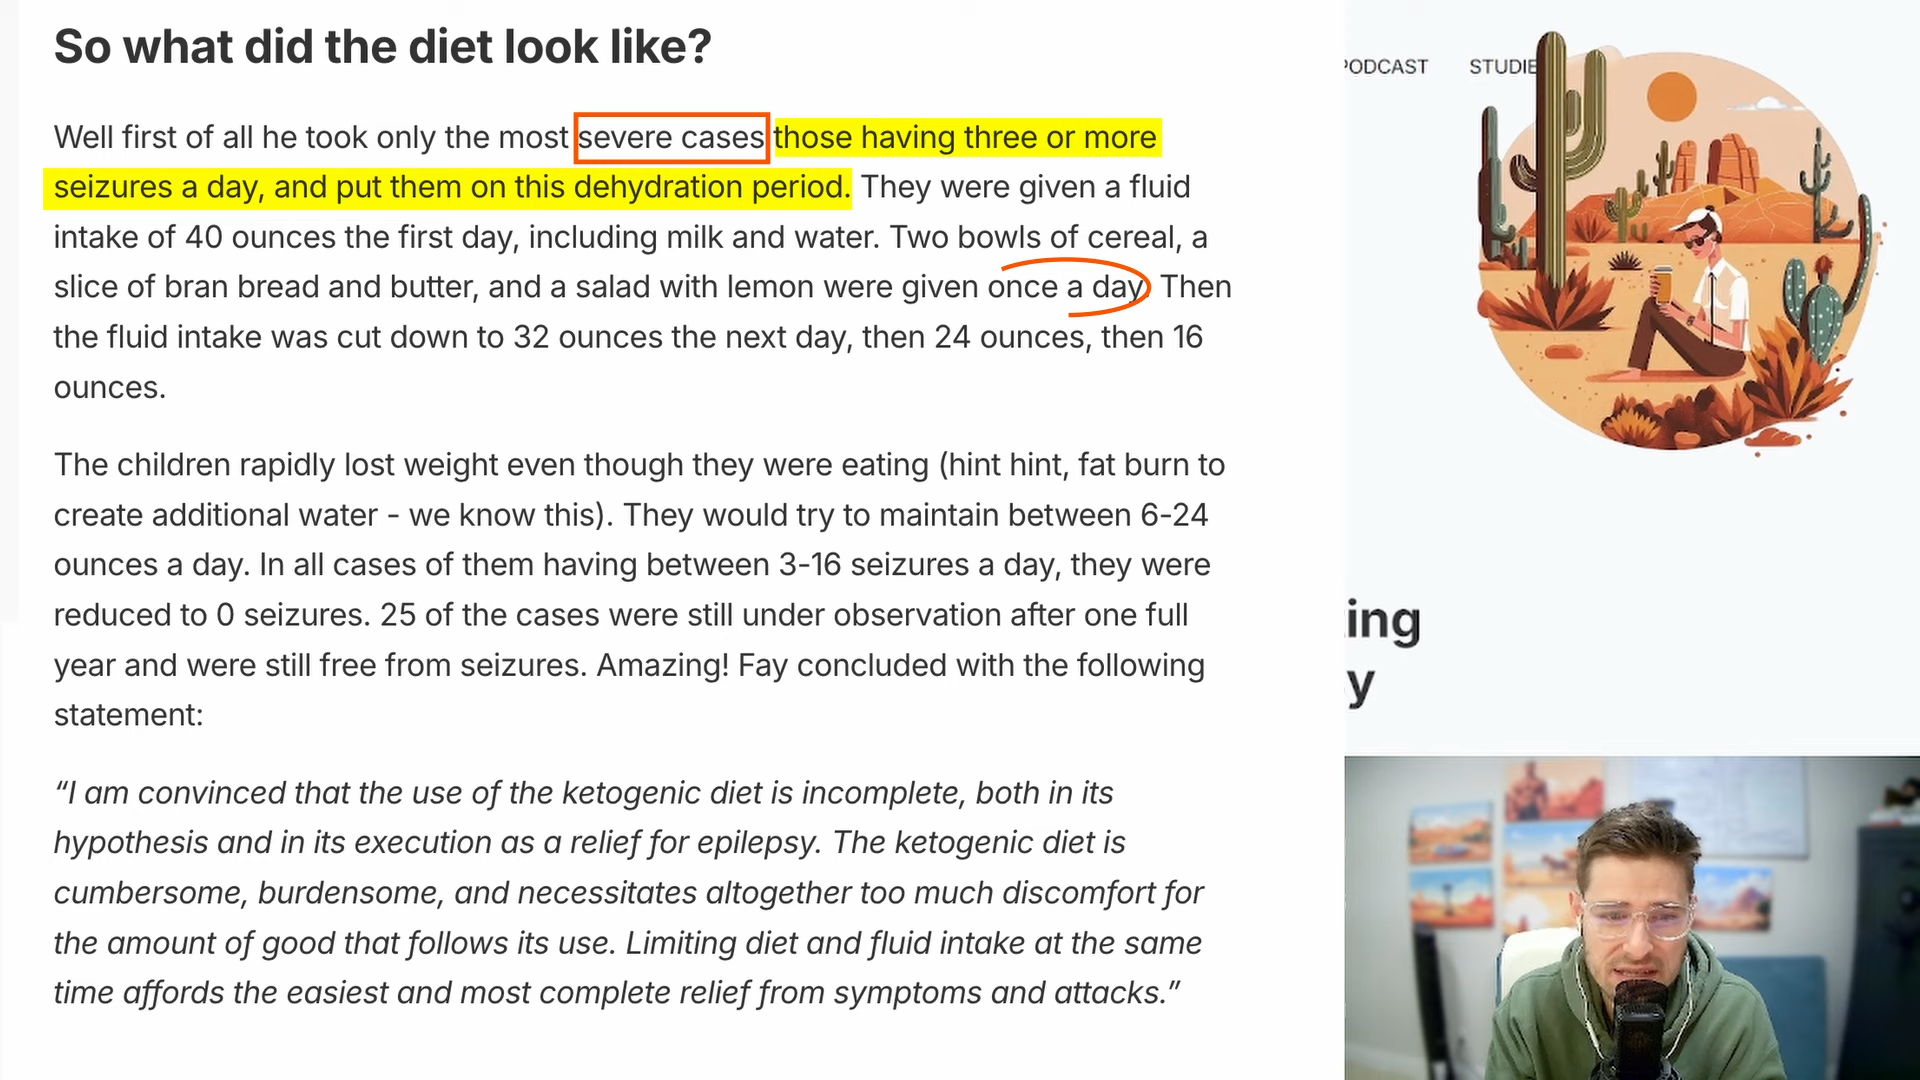 So what did the diet look like?
PODCAST STUDIE
Well first of all he took only the most severe cases those having three or more
seizures a day, and put them on this dehydration period. They were given a fluid
intake of 40 ounces the first day, including milk and water. Two bowls of cereal, a
slice of bran bread and butter, and a salad with lemon were given once a day. Then
the fluid intake was cut down to 32 ounces the next day, then 24 ounces, then 16
ounces.
The children rapidly lost weight even though they were eating (hint hint, fat burn to
create additional water - we know this). They would try to maintain between 6-24
ounces a day. In all cases of them having between 3-16 seizures a day, they were
reduced to 0 seizures. 25 of the cases were still under observation after one full
year and were still free from seizures. Amazing! Fay concluded with the following
statement:
“I am convinced that the use of the ketogenic diet is incomplete, both in its
hypothesis and in its execution as a relief for epilepsy. The ketogenic diet is
cumbersome, burdensome, and necessitates altogether too much discomfort for
the amount of good that follows its use. Limiting diet and fluid intake at the same
time affords the easiest and most complete relief from symptoms and attacks.”
ing
y